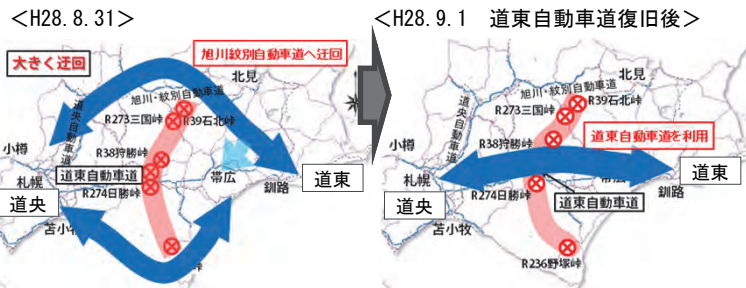 <H28.8.31>
大きく迂回
旭川紋別自動車道へ迂回
北見
旭川・紋別自動車道
R273三国峠
R39石北峠
道央自動車道
小樽
R38狩勝峠
札幌
道東自動車道
帯広
道東
R274日勝峠
釧路
道央
苫小牧
峠
<H28.9.1 道東自動車道復旧後>
北見
旭川・紋別自動車道
R273三国峠
R39石北峠
道央自動車道
道東自動車道を利用
小樽
R38狩勝峠
札幌
道東
帯広
R274日勝峠
釧路
道央
道東自動車道
苫小牧
R236野塚峠